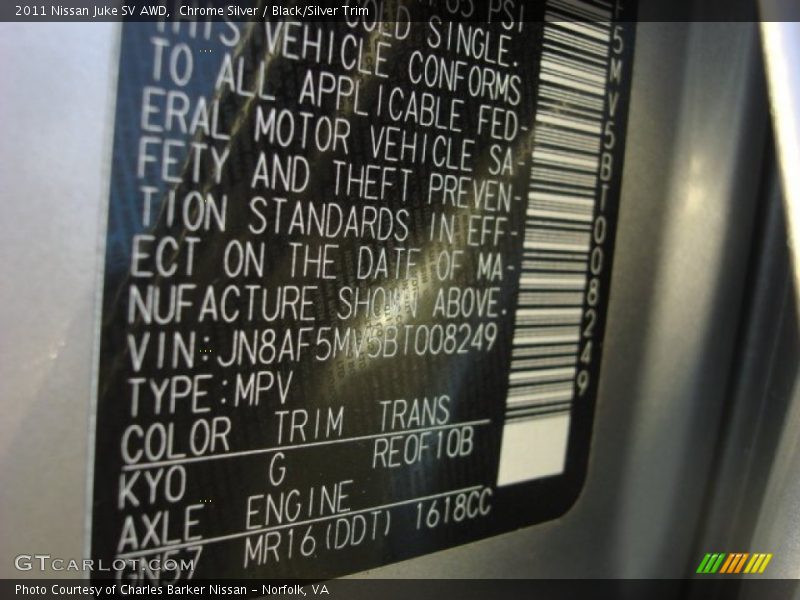 2011 Nissan Juke SV AWD, Chrome Silver / Black/Silver Trim
PSI
COLD SINGLE.
THIS VEHICLE CONFORMS
TO ALL APPLICABLE FED-
ERAL MOTOR VEHICLE SA-
FETY AND THEFT PREVEN-
TION STANDARDS IN EFF-
ECT ON THE DATE OF MA-
NUFACTURE SHOWN ABOVE.
VIN:JN8AF5MV5BT008249
TYPE:MPV
COLOR TRIM TRANS
KYO G RE0F10B
AXLE ENGINE
GN57 MR16(DDT) 1618CC
F5MV5BT008249
GTCARLOT.COM
Photo Courtesy of Charles Barker Nissan - Norfolk, VA